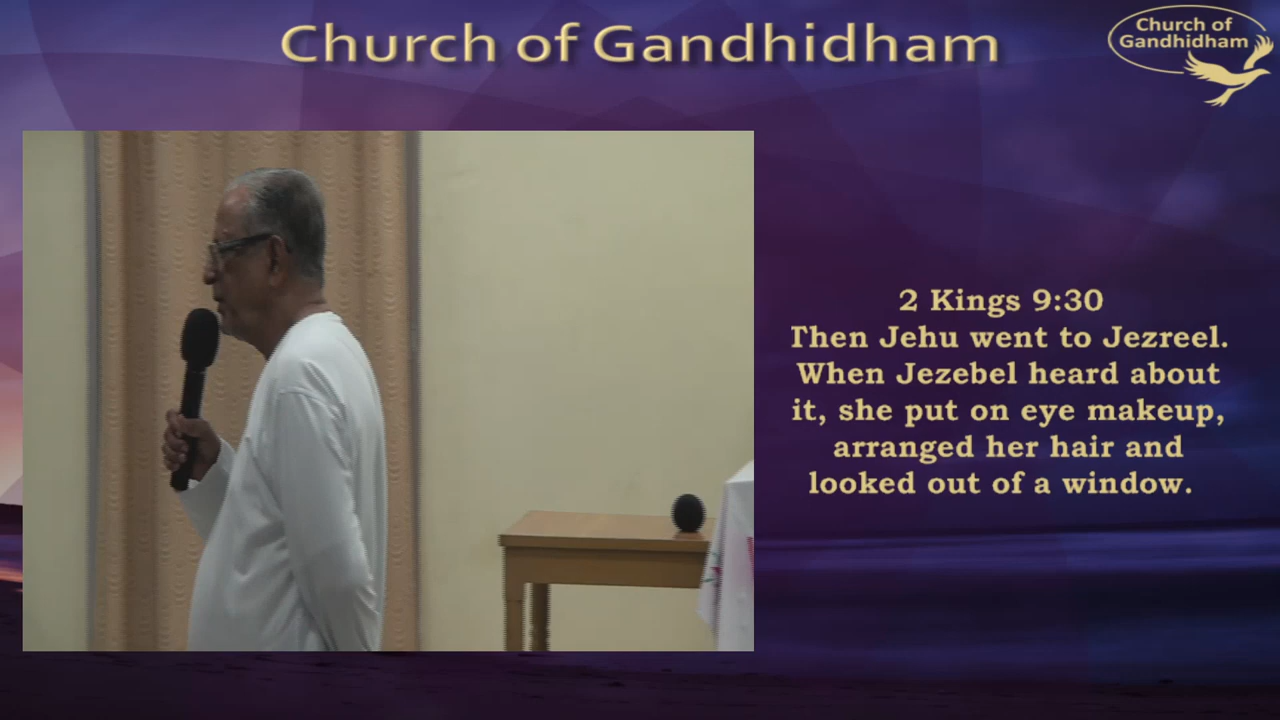 Church of Gandhidham
Church of
Gandhidham
2 Kings 9:30
Then Jehu went to Jezreel.
When Jezebel heard about
it, she put on eye makeup,
arranged her hair and
looked out of a window.